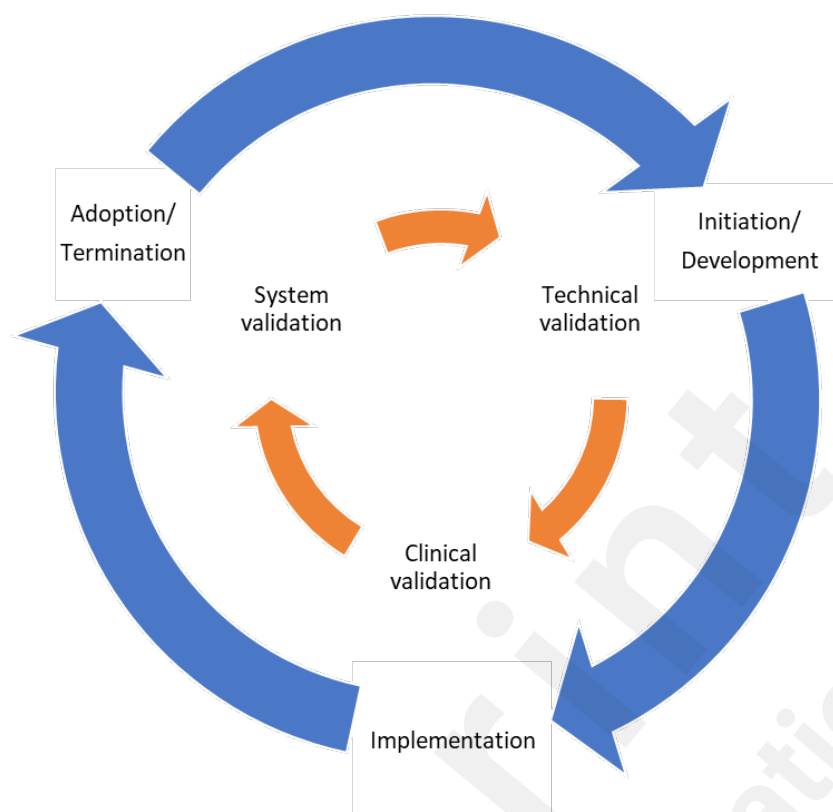 Adoption/
Termination
Initiation/
Development
System
validation
Technical
validation
Clinical
validation
Implementation